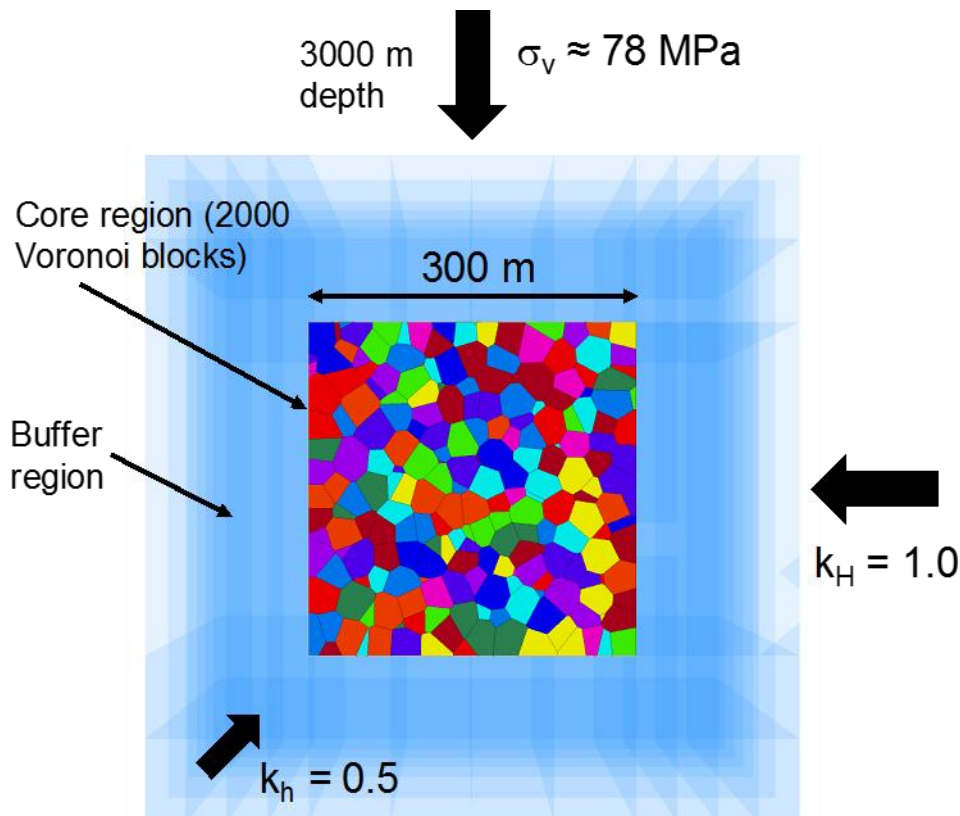 3000 m
depth
σv ≈ 78 MPa
Core region (2000
Voronoi blocks)
300 m
Buffer
region
kH = 1.0
kh = 0.5